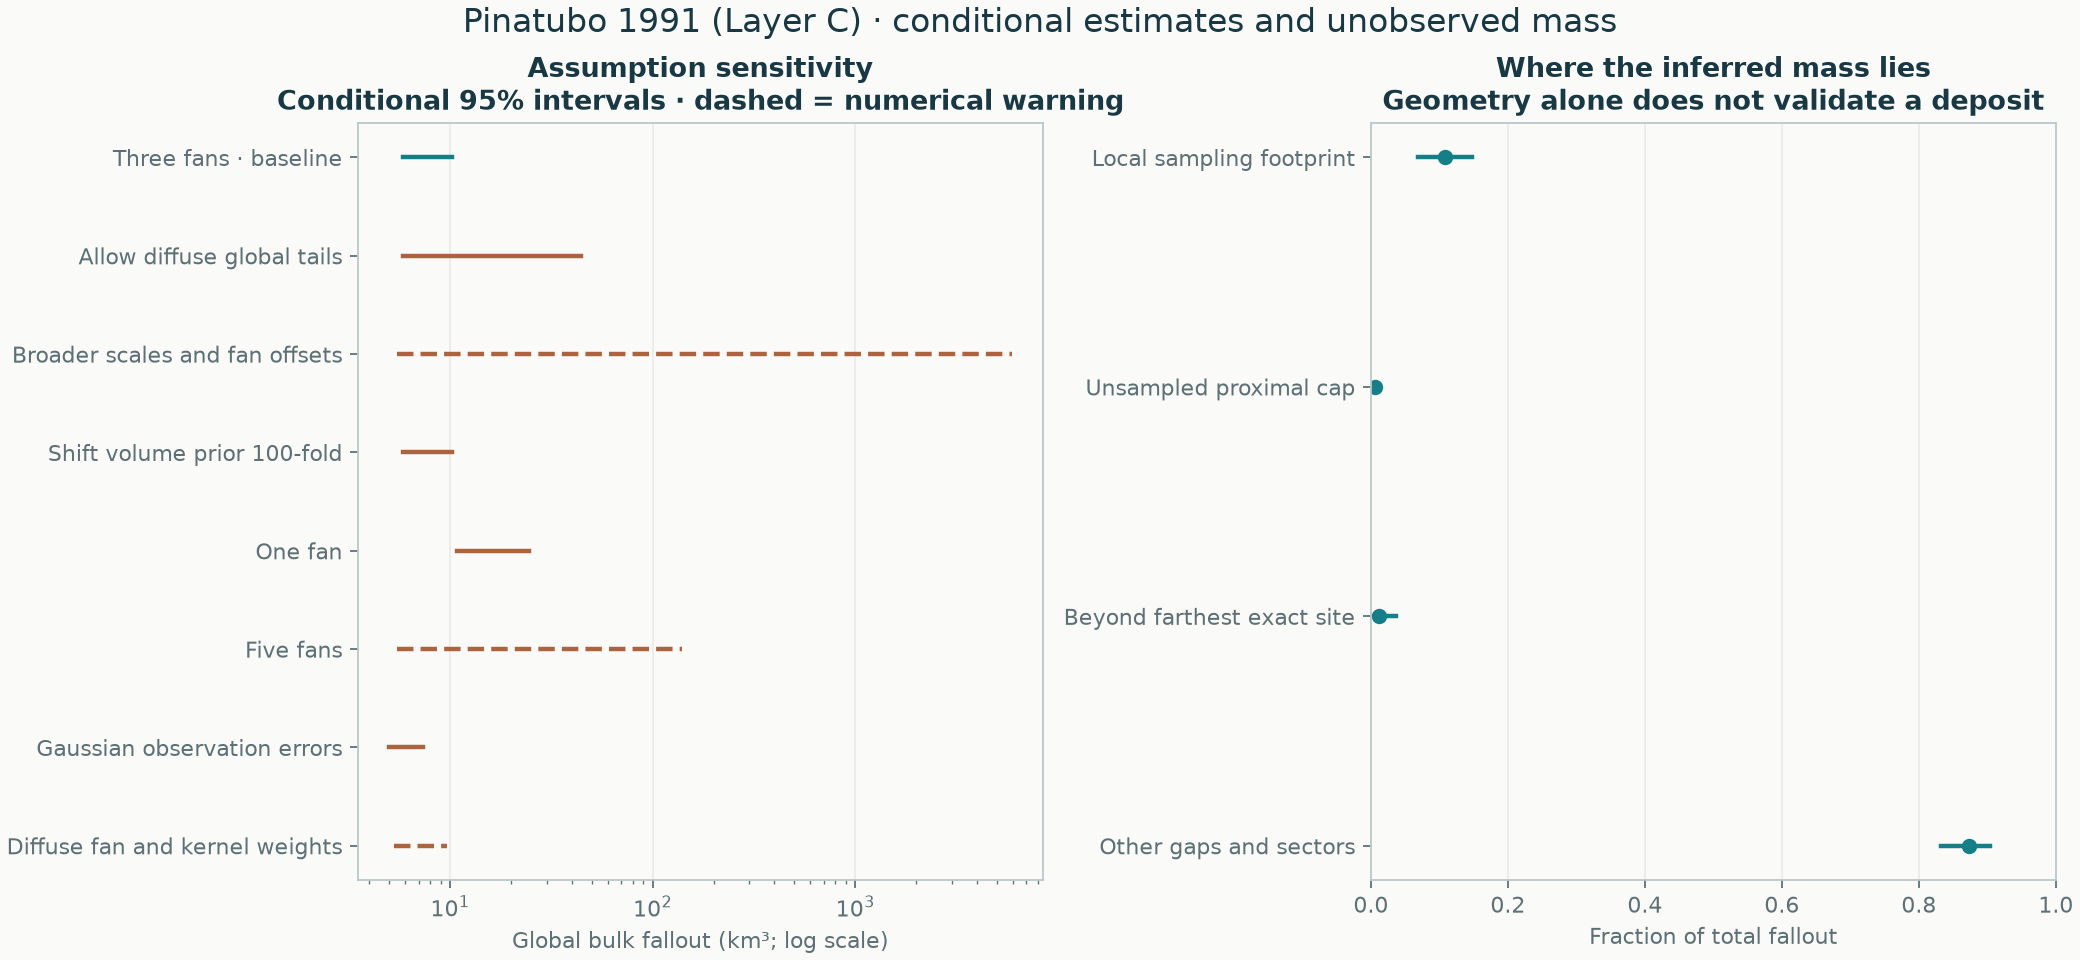 Pinatubo 1991 (Layer C) · conditional estimates and unobserved mass
Assumption sensitivity
Conditional 95% intervals · dashed = numerical warning
Three fans · baseline
Allow diffuse global tails
Broader scales and fan offsets
Shift volume prior 100-fold
One fan
Five fans
Gaussian observation errors
Diffuse fan and kernel weights
10¹ 10² 10³
Global bulk fallout (km³; log scale)
Where the inferred mass lies
Geometry alone does not validate a deposit
Local sampling footprint
Unsampled proximal cap
Beyond farthest exact site
Other gaps and sectors
0.0 0.2 0.4 0.6 0.8 1.0
Fraction of total fallout